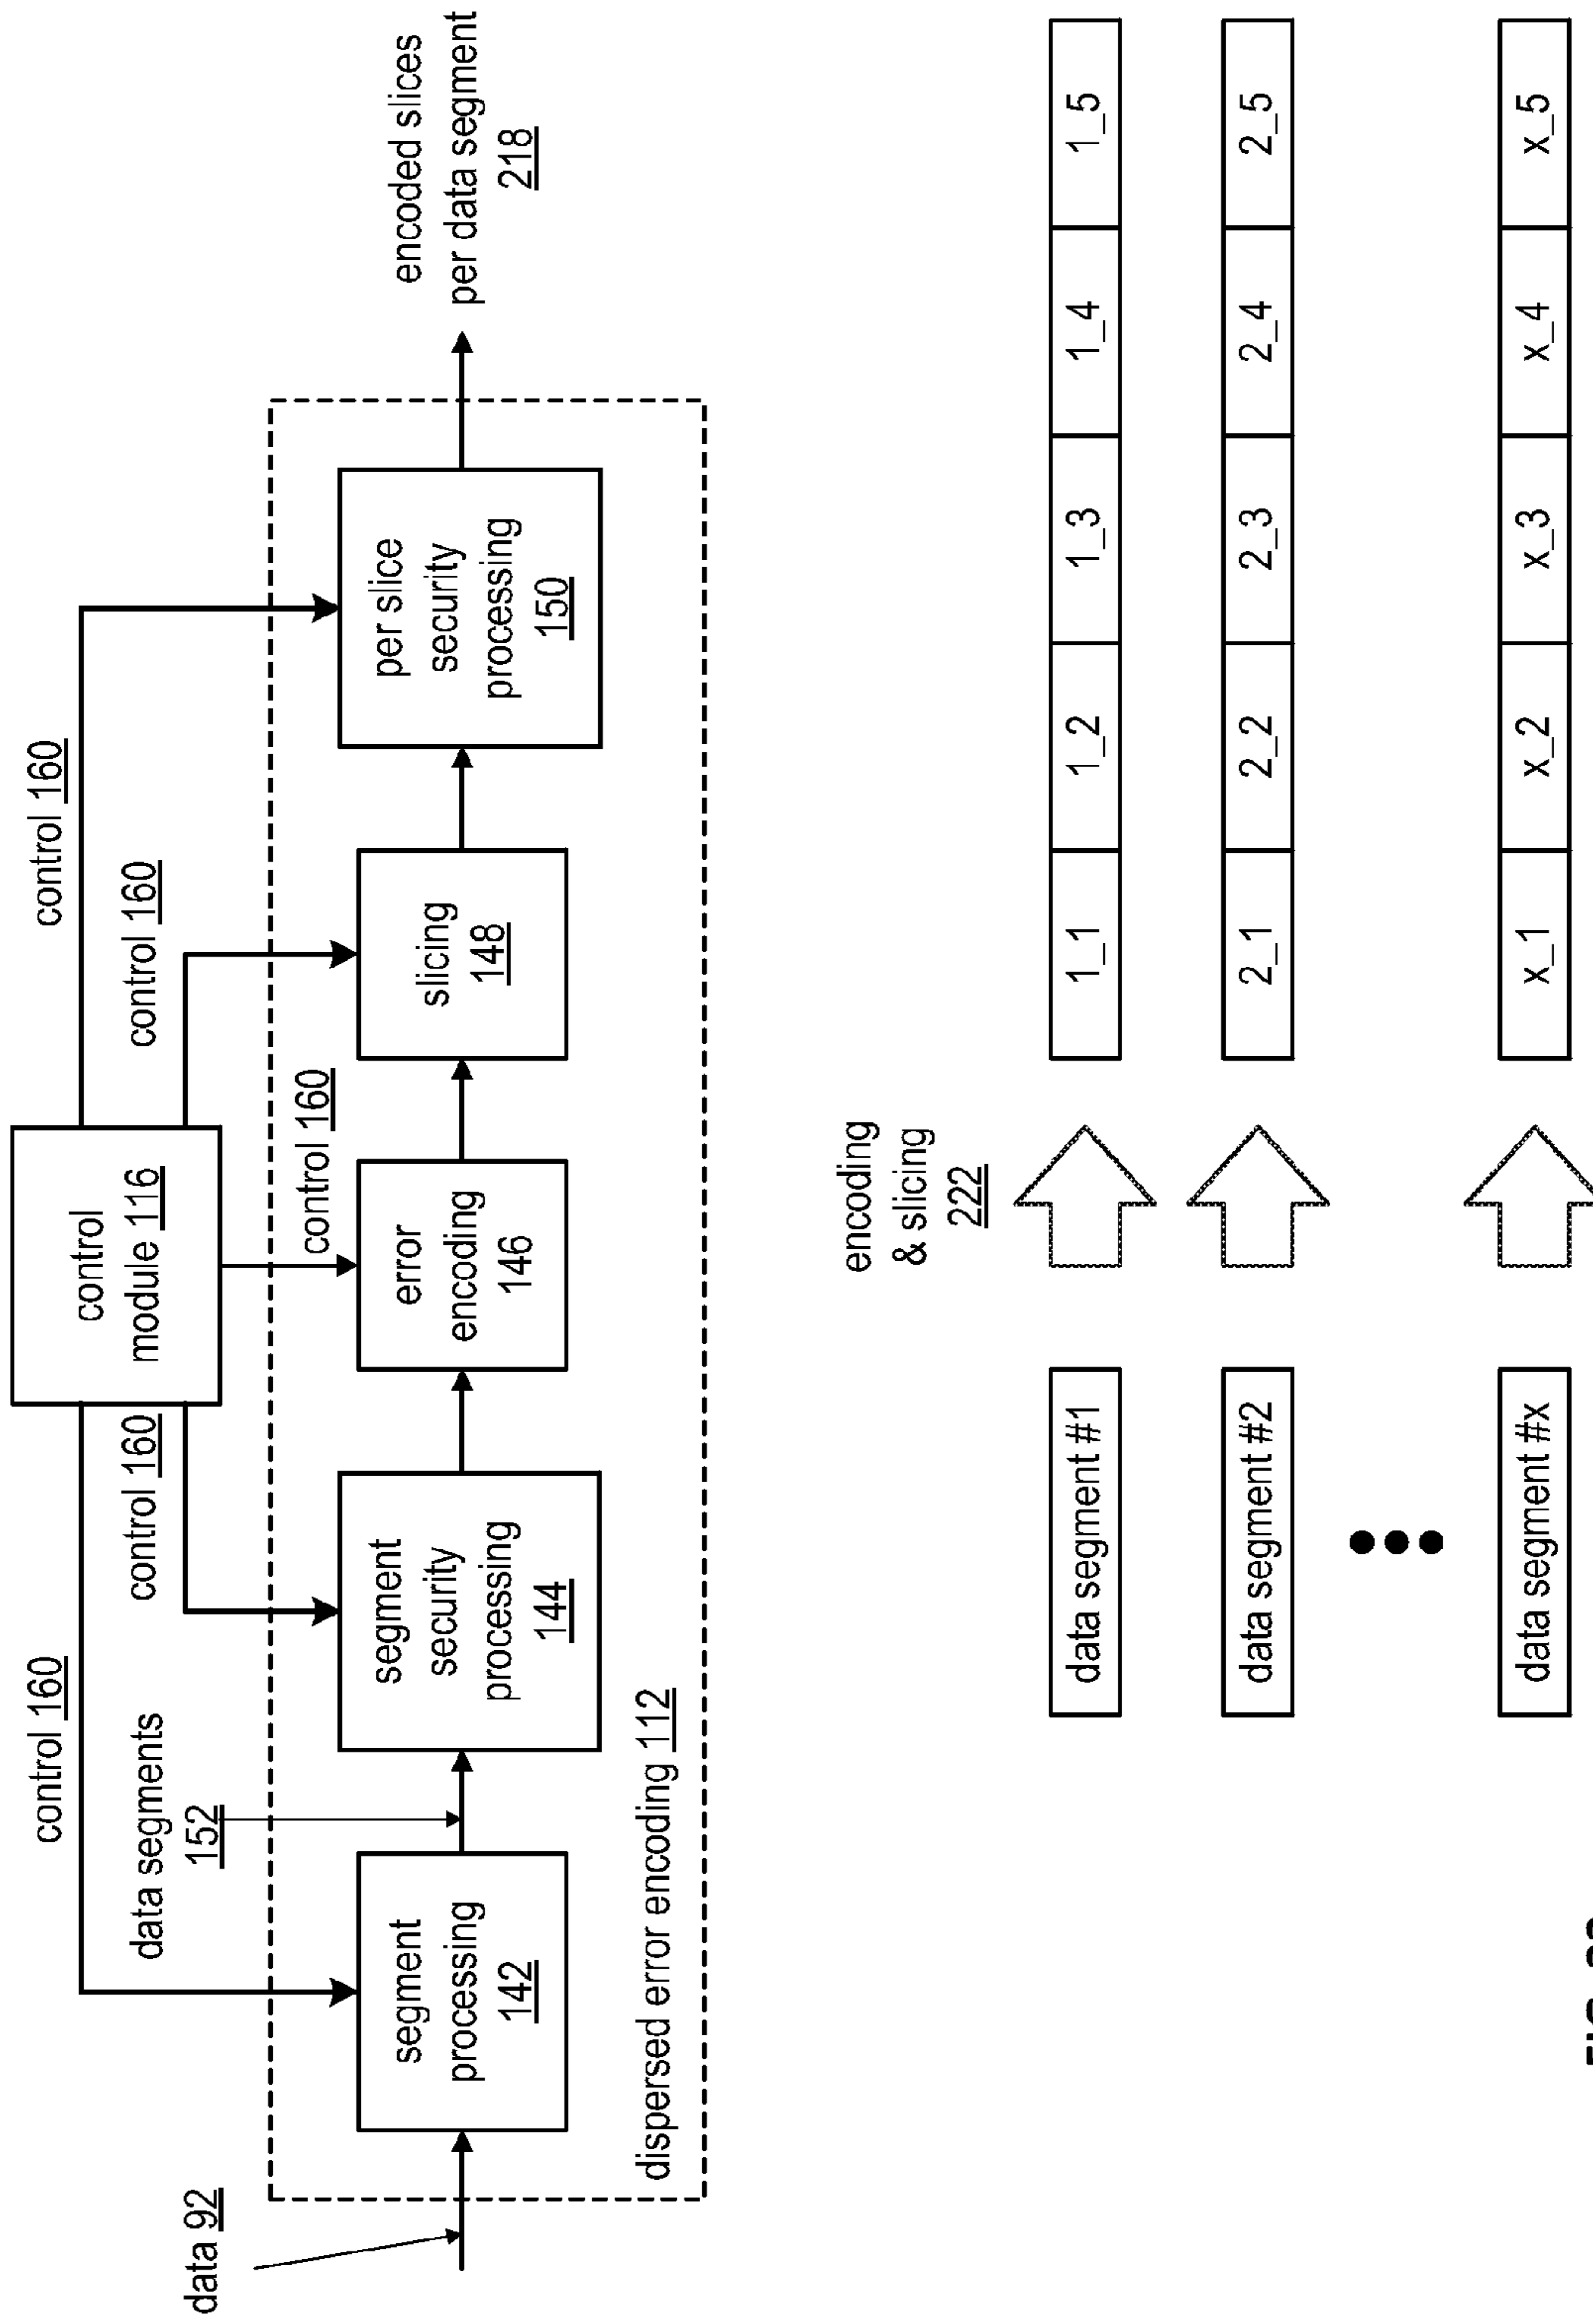 control 160
control
module 116
control 160
control 160
control 160
data segments
152
control 160
data 92
segment
processing
142
segment
security
processing
144
error
encoding
146
slicing
148
per slice
security
processing
150
encoded slices
per data segment
218
dispersed error encoding 112
encoding
& slicing
222
data segment #1
1_1
1_2
1_3
1_4
1_5
data segment #2
2_1
2_2
2_3
2_4
2_5
data segment #x
x_1
x_2
x_3
x_4
x_5